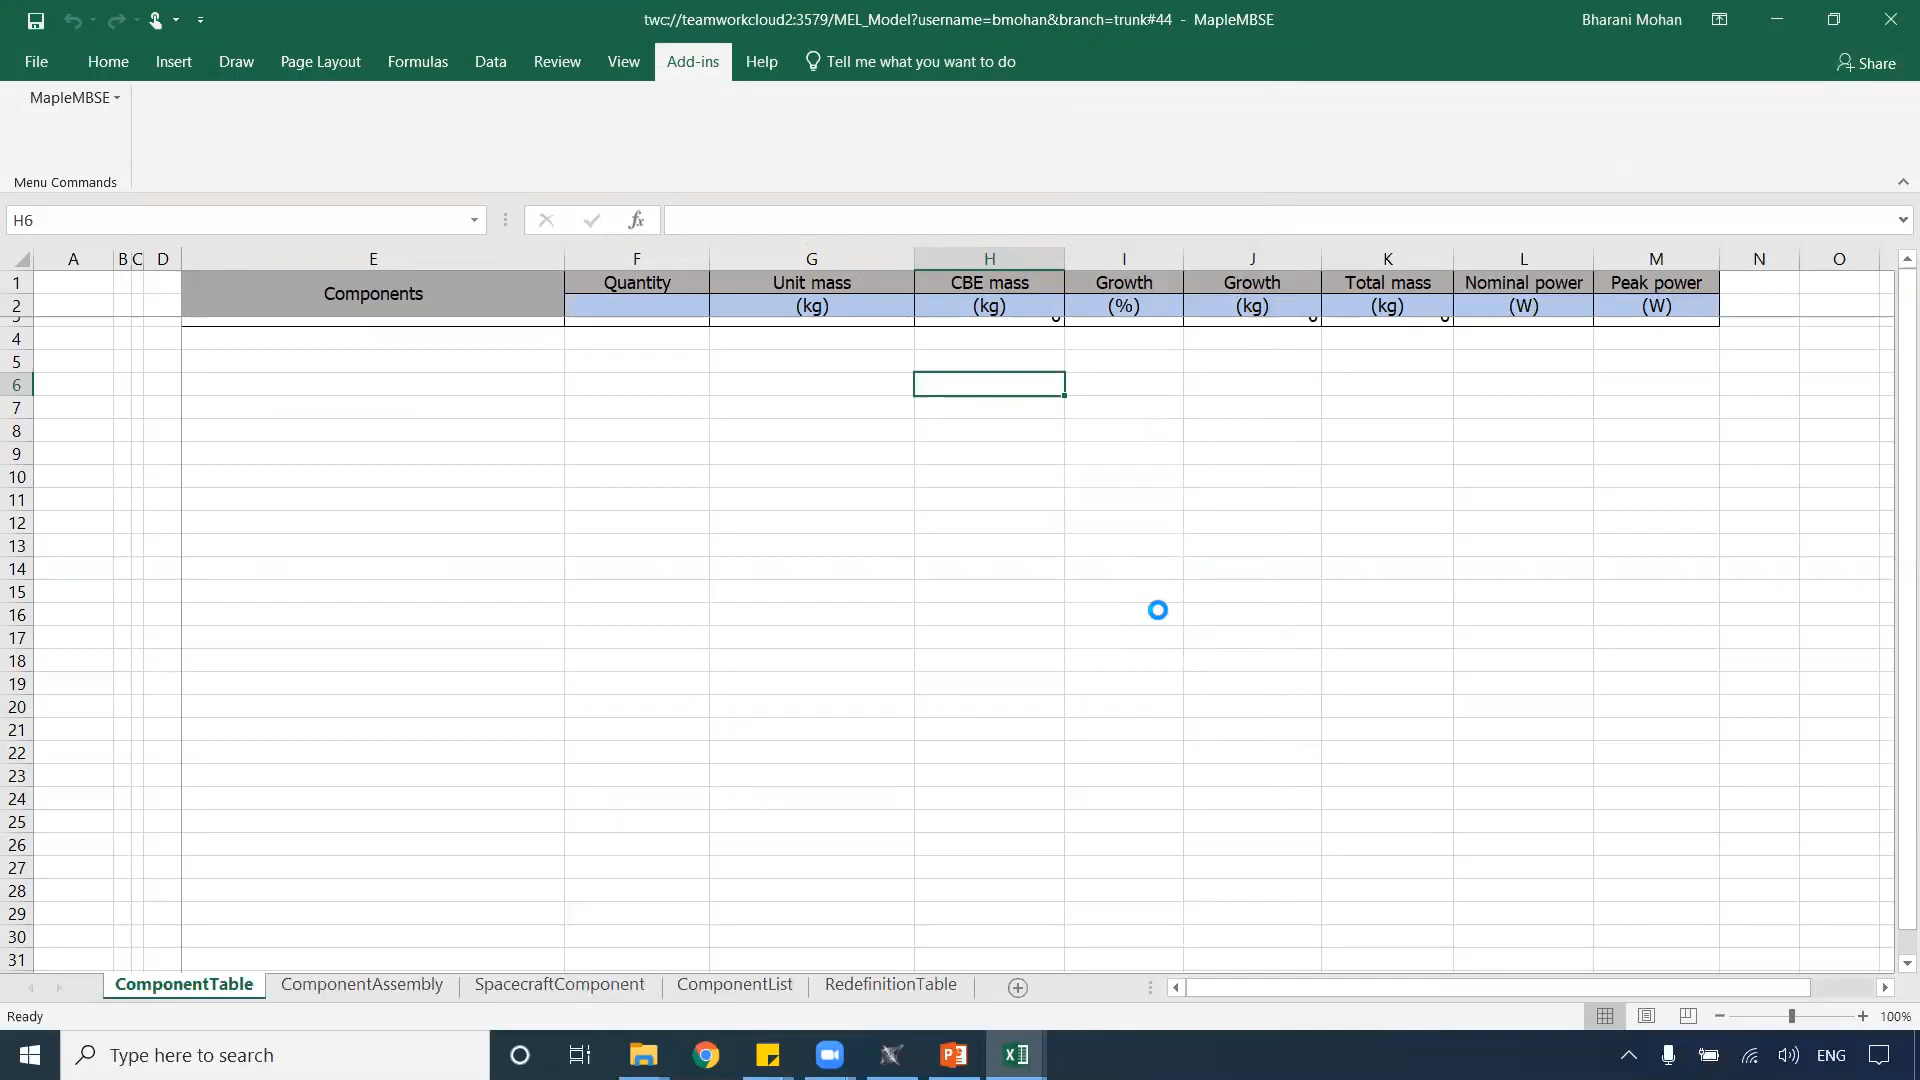 twc://teamworkcloud2:3579/MEL_Model?username=bmohan&branch=trunk#44 - MapleMBSE
Bharani Mohan
File Home Insert Draw Page Layout Formulas Data Review View Add-ins Help Tell me what you want to do Share
MapleMBSE
Menu Commands
H6 fx
A B C D E F G H I J K L M N O
1 Components Quantity Unit mass CBE mass Growth Growth Total mass Nominal power Peak power
2 (kg) (kg) (%) (kg) (kg) (W) (W)
4
5
6
7
8
9
10
11
12
13
14
15
16
17
18
19
20
21
22
23
24
25
26
27
28
29
30
31
ComponentTable ComponentAssembly SpacecraftComponent ComponentList RedefinitionTable
Ready 100%
Type here to search ENG